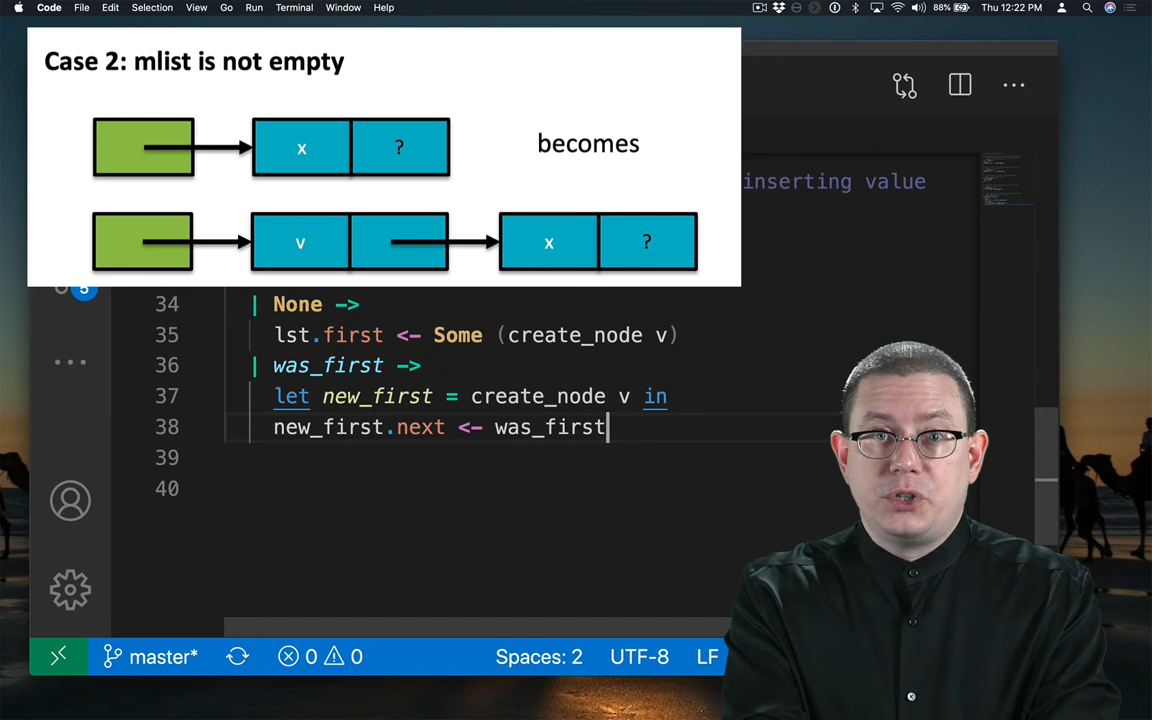 Code File Edit Selection View Go Run Terminal Window Help 88% Thu 12:22 PM
Case 2: mlist is not empty
x ? becomes
v x ?
inserting value
5
34 | None ->
35 lst.first <- Some (create_node v)
36 | was_first ->
37 let new_first = create_node v in
38 new_first.next <- was_first
39
40
master* 0 0 Spaces: 2 UTF-8 LF